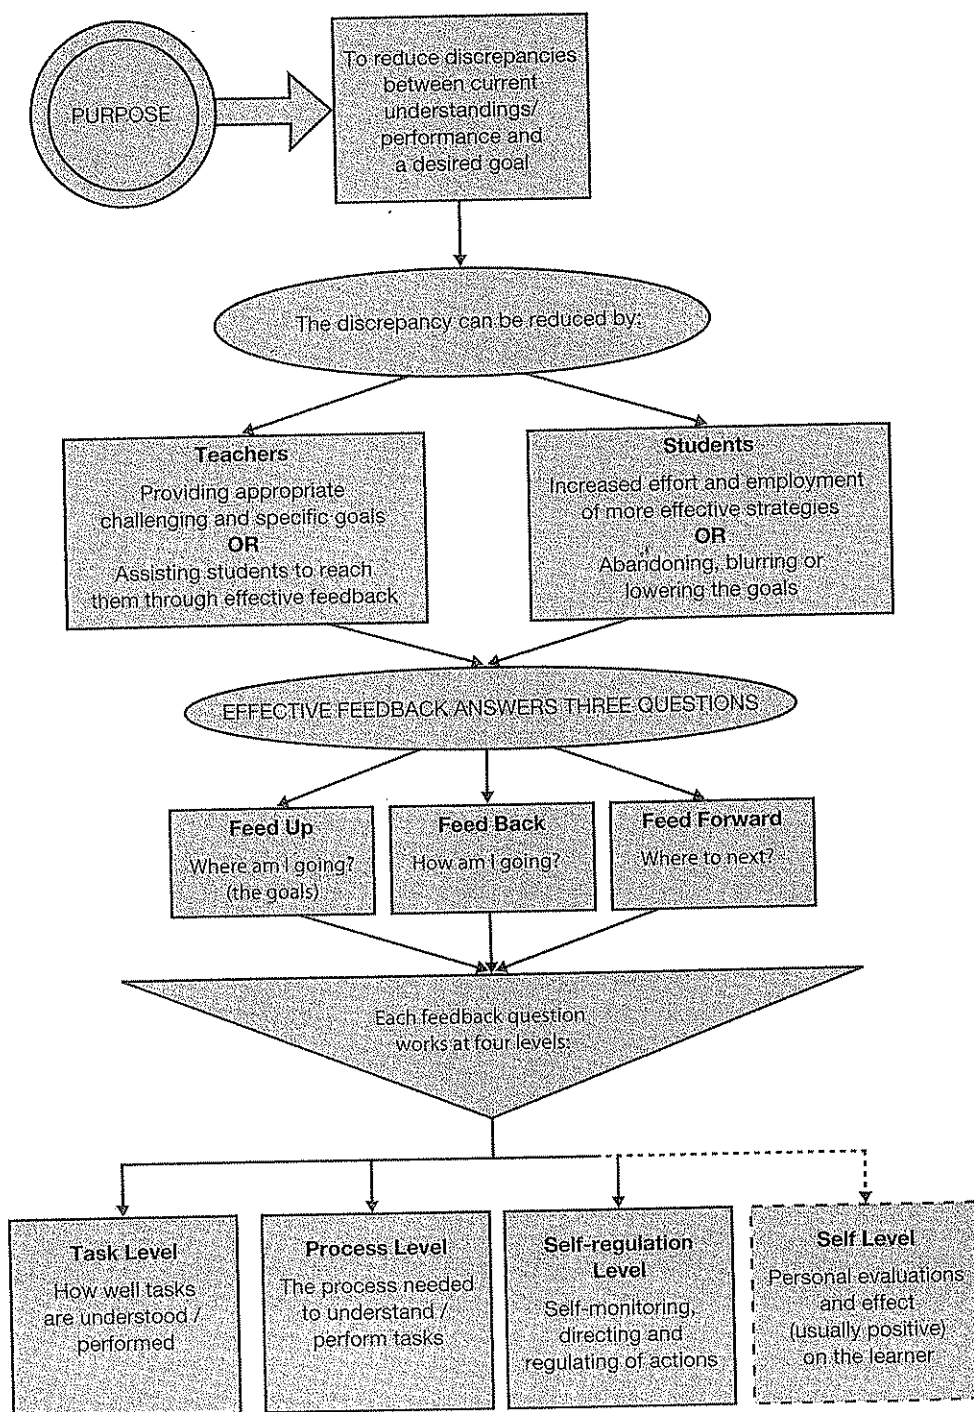 PURPOSE
To reduce discrepancies
between current
understandings/
performance and
a desired goal
The discrepancy can be reduced by:
Teachers
Providing appropriate
challenging and specific goals
OR
Assisting students to reach
them through effective feedback
Students
Increased effort and employment
of more effective strategies
OR
Abandoning, blurring or
lowering the goals
EFFECTIVE FEEDBACK ANSWERS THREE QUESTIONS
Feed Up
Where am I going?
(the goals)
Feed Back
How am I going?
Feed Forward
Where to next?
Each feedback question
works at four levels:
Task Level
How well tasks
are understood /
performed
Process Level
The process needed
to understand /
perform tasks
Self-regulation
Level
Self-monitoring,
directing and
regulating of actions
Self Level
Personal evaluations
and effect
(usually positive)
on the learner